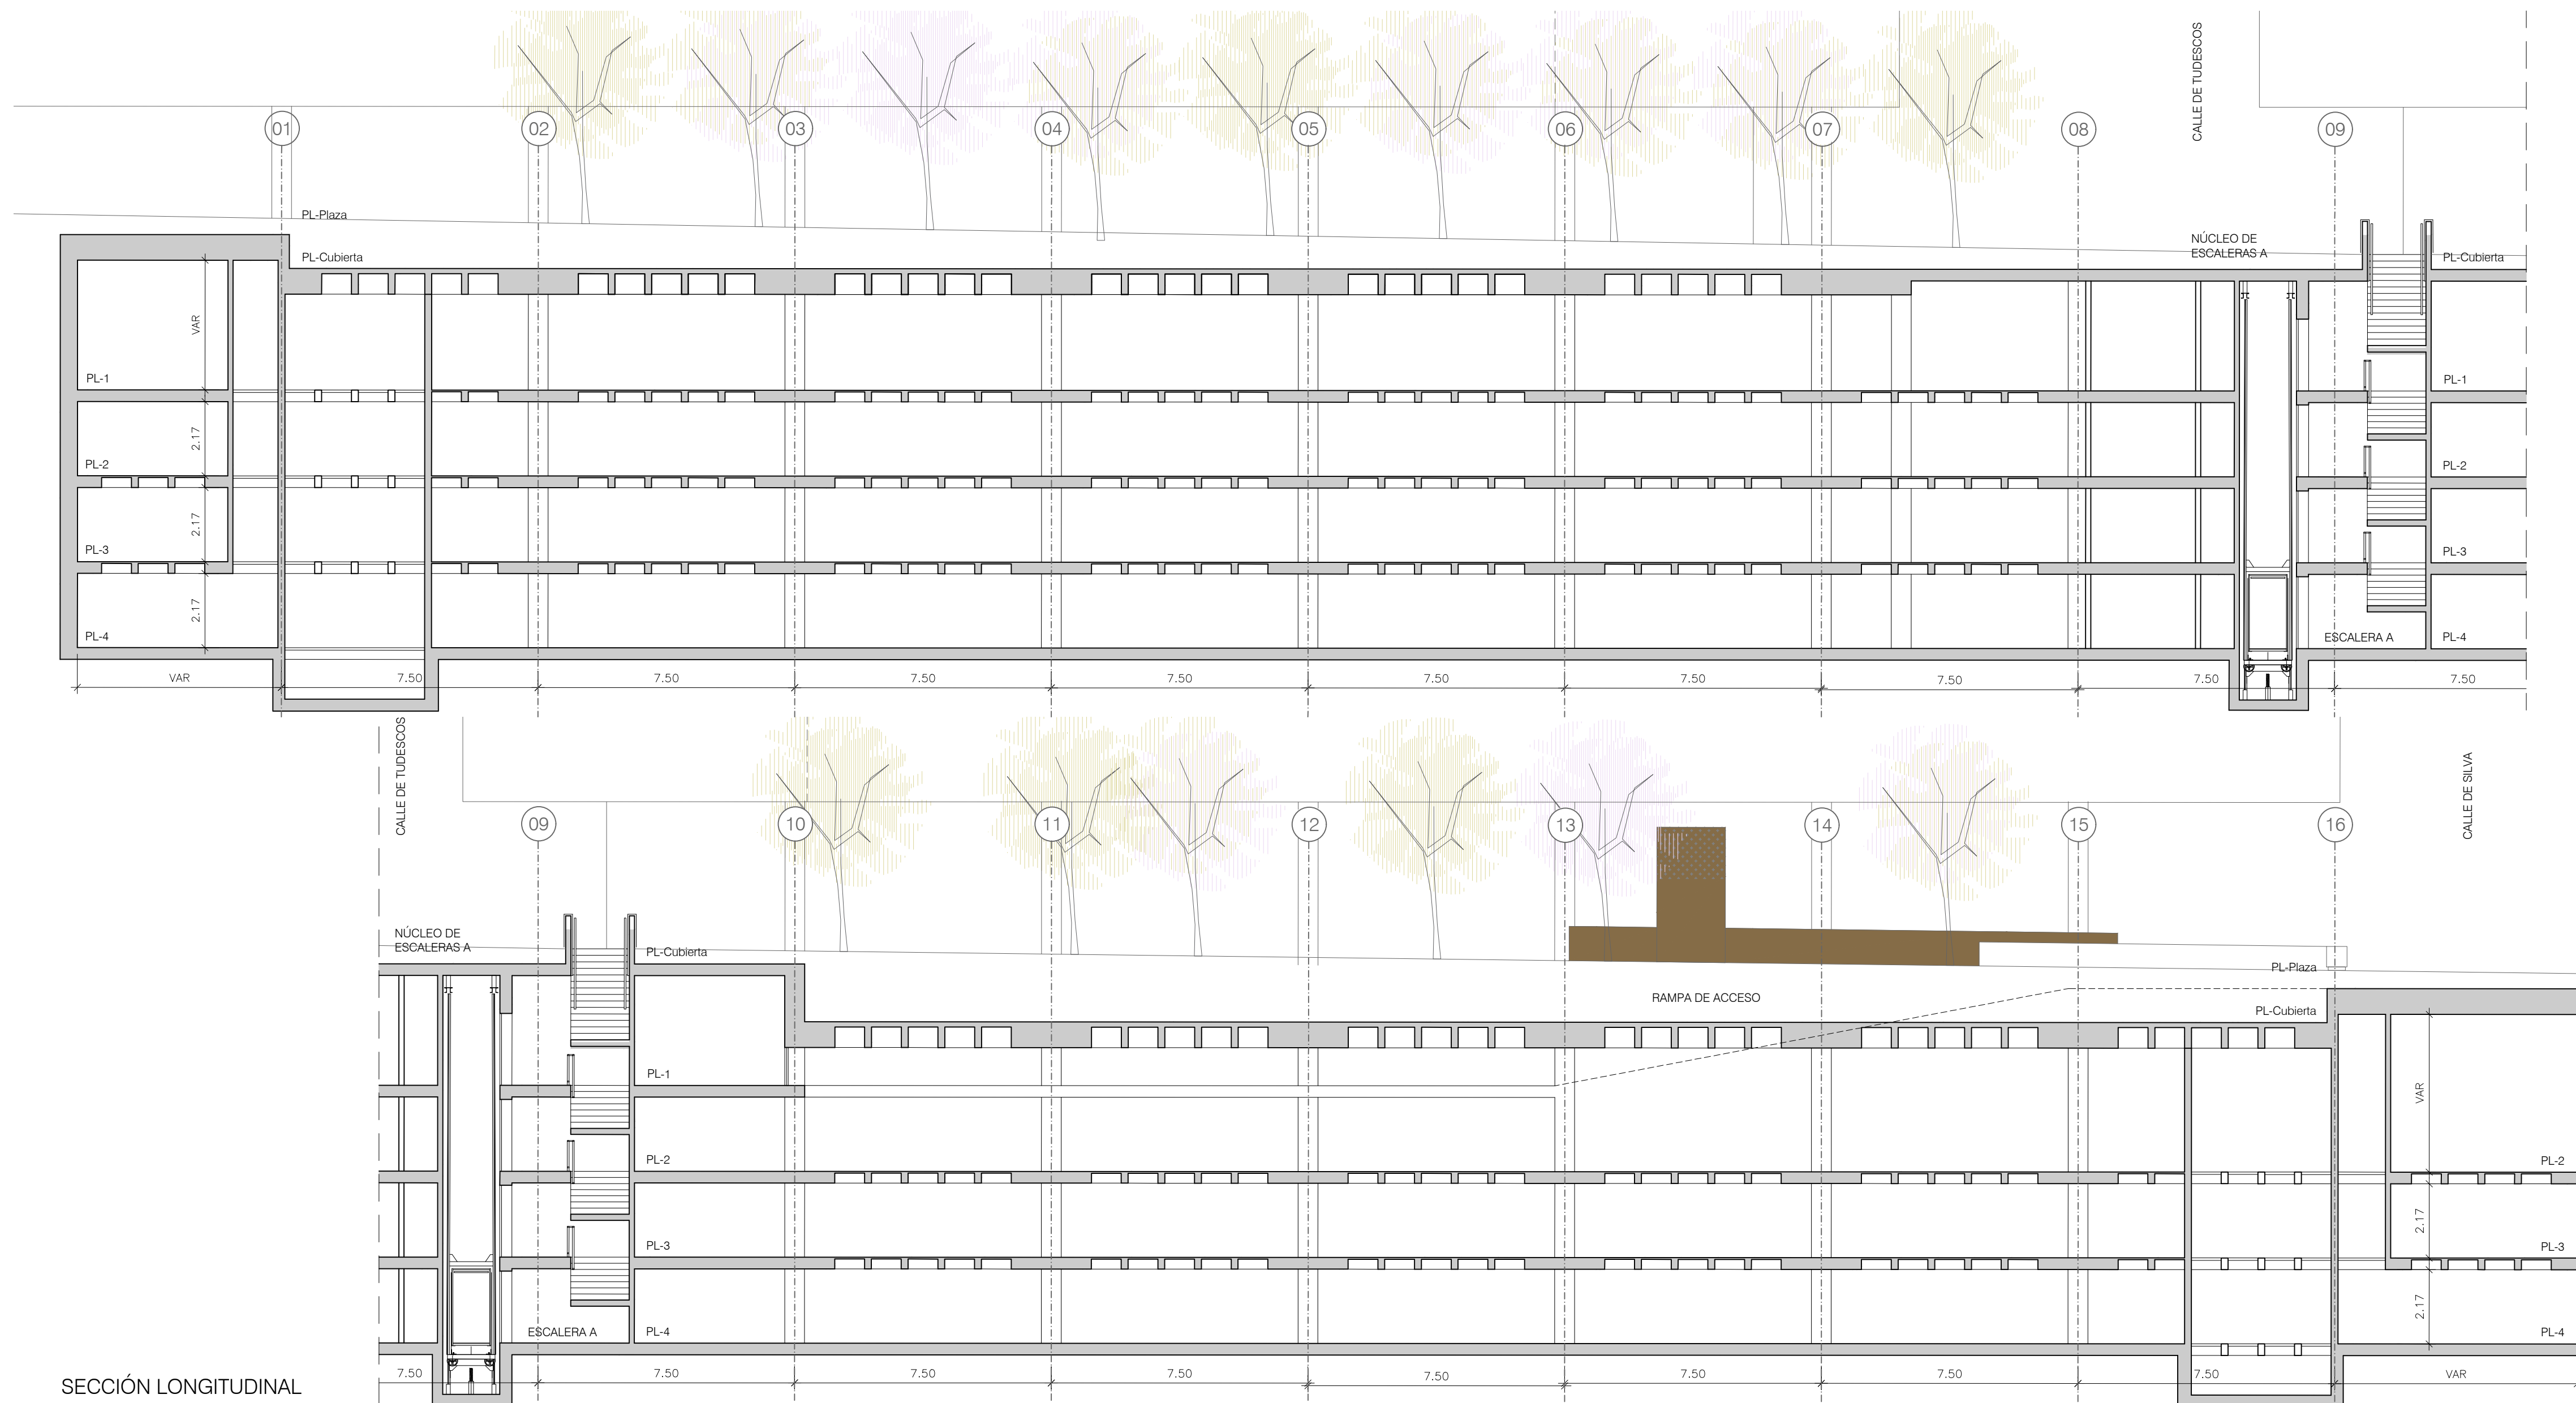 CALLE DE TUDESCOS
01 02 03 04 05 06 07 08 09
PL-Plaza
NÚCLEO DE
ESCALERAS A
PL-Cubierta
PL-Cubierta
VAR
PL-1
PL-1
2.17
PL-2
PL-2
2.17
PL-3
PL-3
2.17
PL-4
ESCALERA A
PL-4
VAR 7.50 7.50 7.50 7.50 7.50 7.50 7.50 7.50 7.50
CALLE DE TUDESCOS
CALLE DE SILVA
09 10 11 12 13 14 15 16
NÚCLEO DE
ESCALERAS A
PL-Cubierta
PL-Plaza
RAMPA DE ACCESO
PL-Cubierta
PL-1
VAR
PL-2
PL-2
2.17
PL-3
PL-3
2.17
ESCALERA A
PL-4
PL-4
7.50 7.50 7.50 7.50 7.50 7.50 7.50 7.50 VAR
SECCIÓN LONGITUDINAL